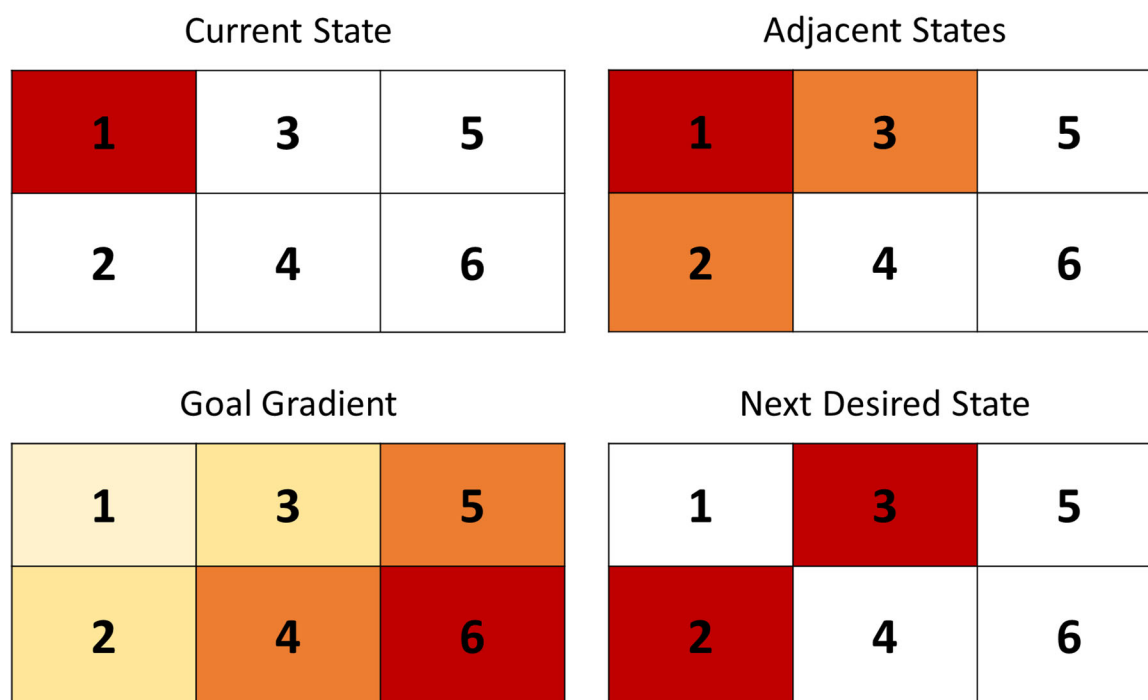 Current State
1 3 5
2 4 6
Adjacent States
1 3 5
2 4 6
Goal Gradient
1 3 5
2 4 6
Next Desired State
1 3 5
2 4 6